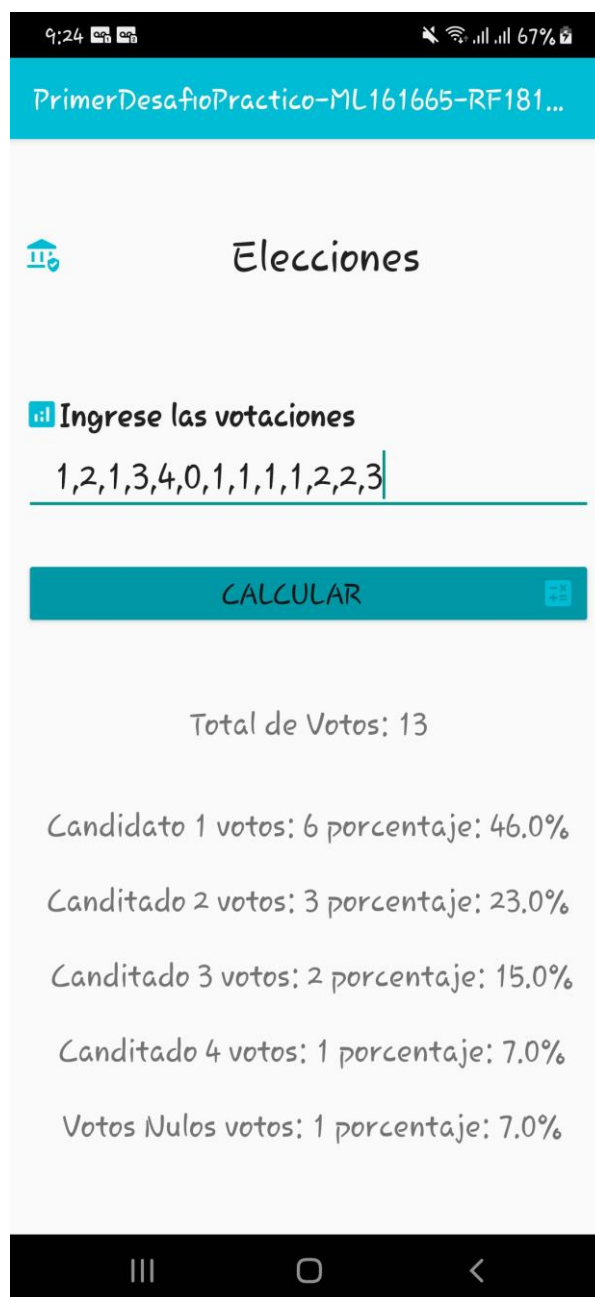 9:24 67%
PrimerDesafioPractico-ML161665-RF181...
Elecciones
Ingrese las votaciones
1,2,1,3,4,0,1,1,1,1,2,2,3
CALCULAR
Total de Votos: 13
Candidato 1 votos: 6 porcentaje: 46.0%
Canditado 2 votos: 3 porcentaje: 23.0%
Canditado 3 votos: 2 porcentaje: 15.0%
Canditado 4 votos: 1 porcentaje: 7.0%
Votos Nulos votos: 1 porcentaje: 7.0%